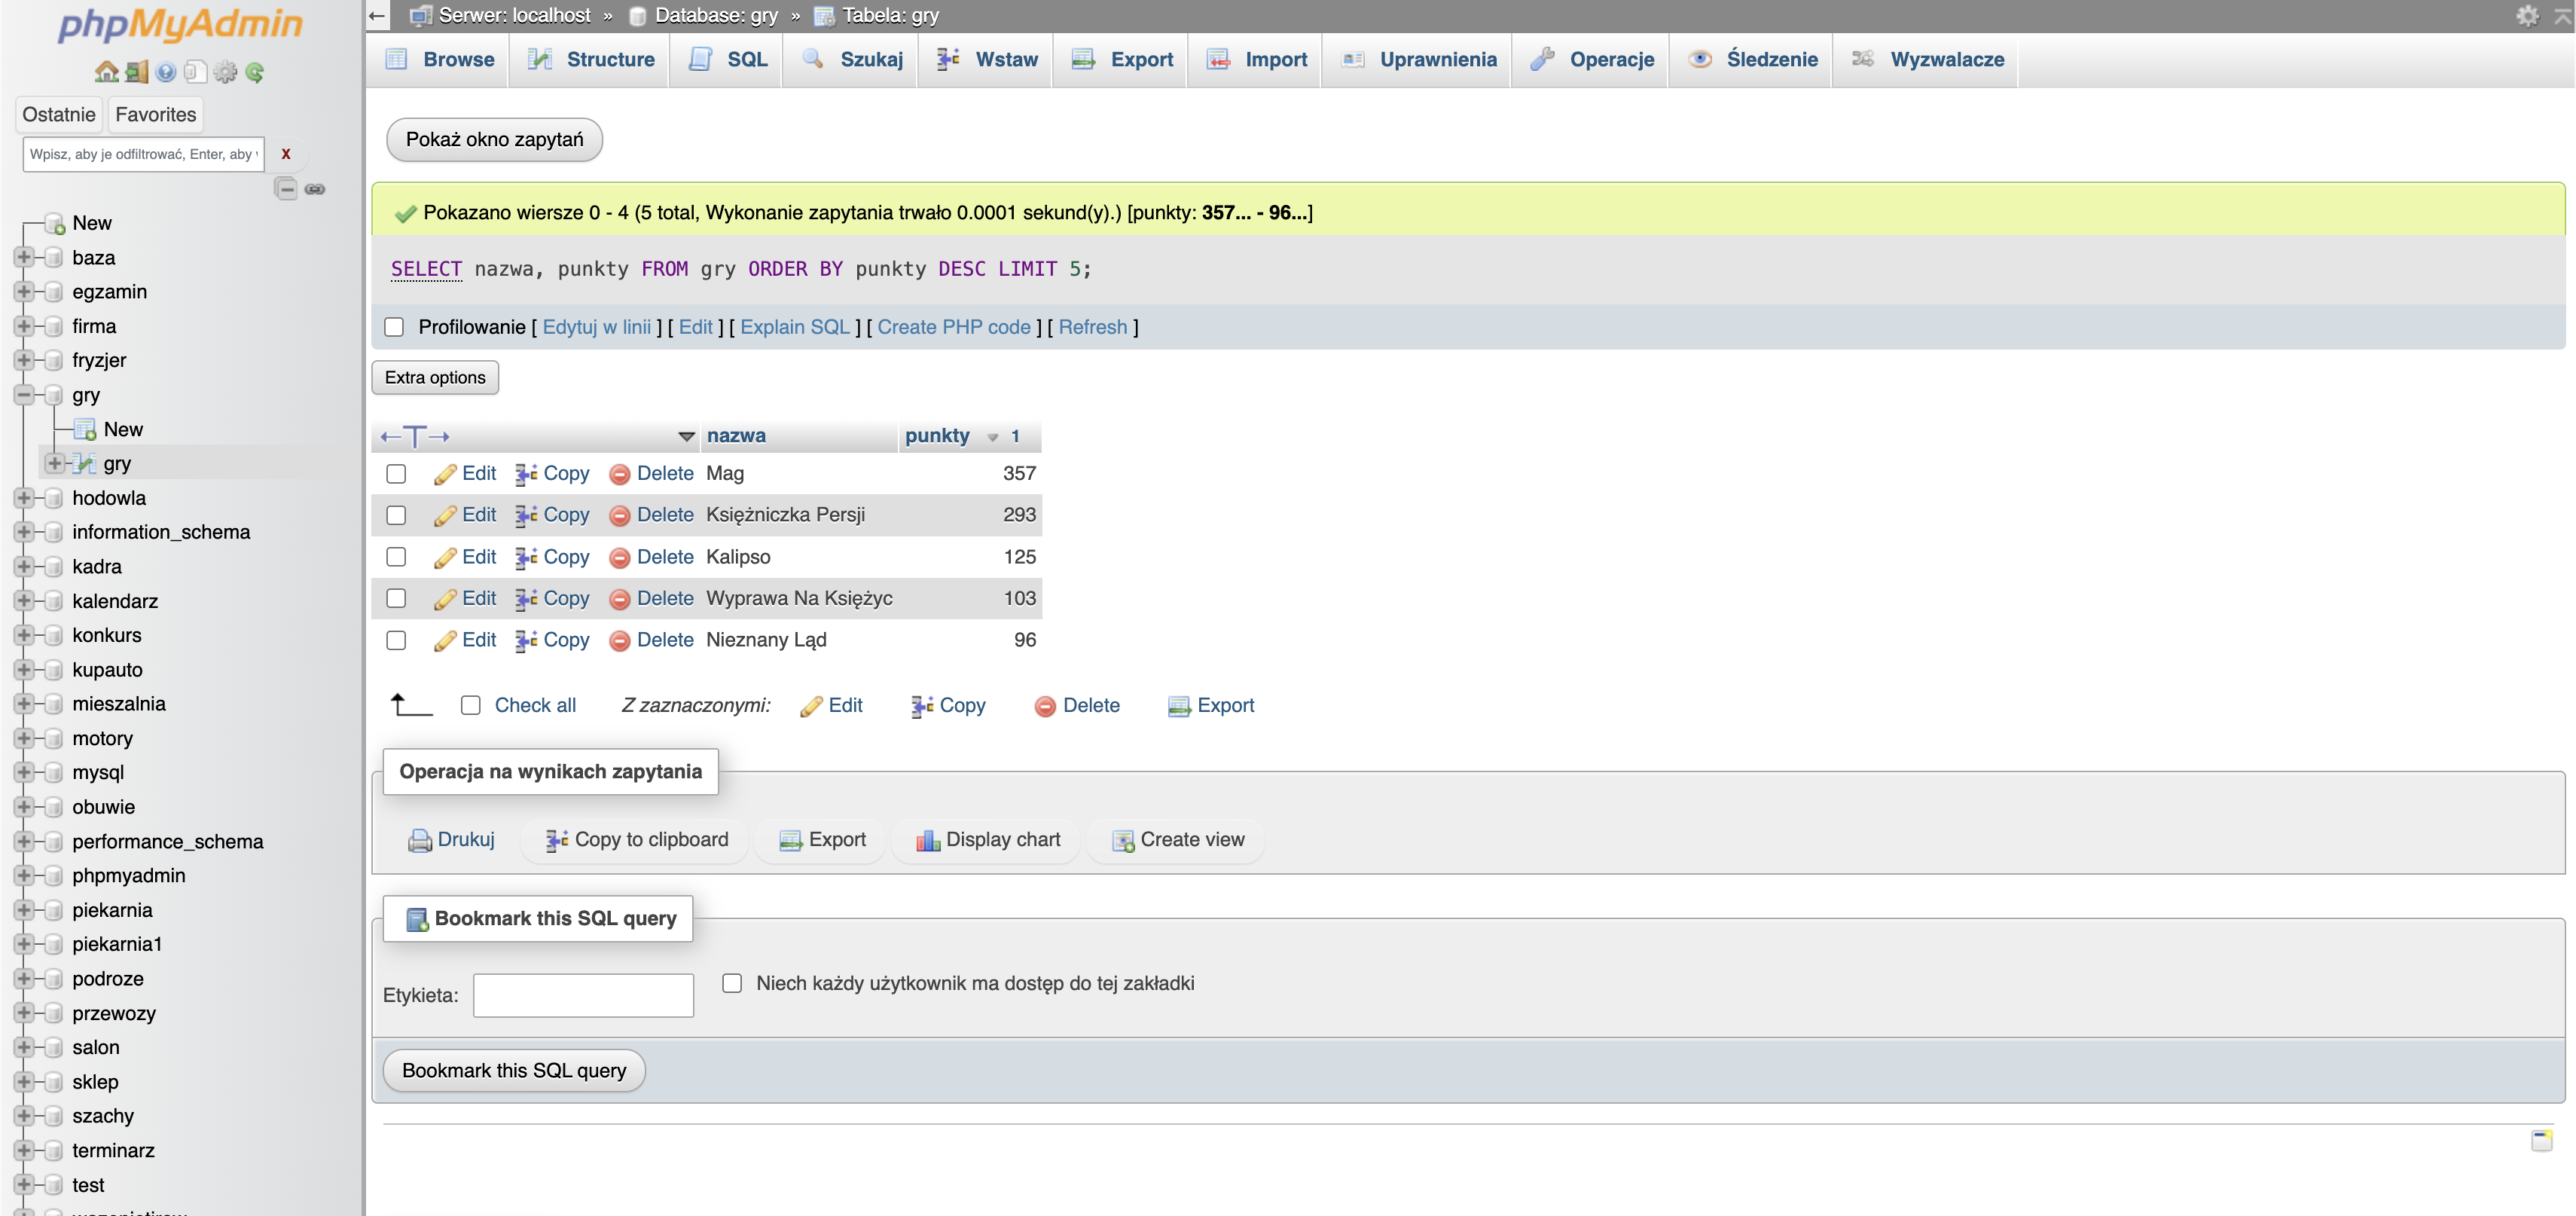 phpMyAdmin
Ostatnie Favorites
Wpisz, aby je odfiltrować, Enter, aby X
New
baza
egzamin
firma
fryzjer
gry
New
gry
hodowla
information_schema
kadra
kalendarz
konkurs
kupauto
mieszalnia
motory
mysql
obuwie
performance_schema
phpmyadmin
piekarnia
piekarnia1
podroze
przewozy
salon
sklep
szachy
terminarz
test
Serwer: localhost » Database: gry » Tabela: gry
Browse Structure SQL Szukaj Wstaw Export Import Uprawnienia Operacje Śledzenie Wyzwalacze
Pokaż okno zapytań
Pokazano wiersze 0 - 4 (5 total, Wykonanie zapytania trwało 0.0001 sekund(y).) [punkty: 357... - 96...]
SELECT nazwa, punkty FROM gry ORDER BY punkty DESC LIMIT 5;
Profilowanie [ Edytuj w linii ] [ Edit ] [ Explain SQL ] [ Create PHP code ] [ Refresh ]
Extra options
←T→ nazwa punkty 1
Edit Copy Delete Mag 357
Edit Copy Delete Księżniczka Persji 293
Edit Copy Delete Kalipso 125
Edit Copy Delete Wyprawa Na Księżyc 103
Edit Copy Delete Nieznany Ląd 96
Check all Z zaznaczonymi: Edit Copy Delete Export
Operacja na wynikach zapytania
Drukuj Copy to clipboard Export Display chart Create view
Bookmark this SQL query
Etykieta: Niech każdy użytkownik ma dostęp do tej zakładki
Bookmark this SQL query